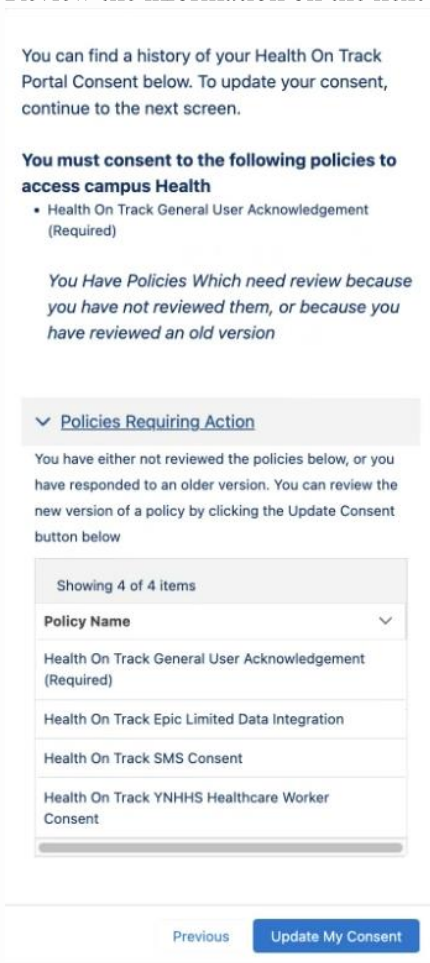 You can find a history of your Health On Track
Portal Consent below. To update your consent,
continue to the next screen.
You must consent to the following policies to
access campus Health
• Health On Track General User Acknowledgement
(Required)
You Have Policies Which need review because
you have not reviewed them, or because you
have reviewed an old version
Policies Requiring Action
You have either not reviewed the policies below, or you
have responded to an older version. You can review the
new version of a policy by clicking the Update Consent
button below
Showing 4 of 4 items
Policy Name
Health On Track General User Acknowledgement
(Required)
Health On Track Epic Limited Data Integration
Health On Track SMS Consent
Health On Track YNHHS Healthcare Worker
Consent
Previous Update My Consent